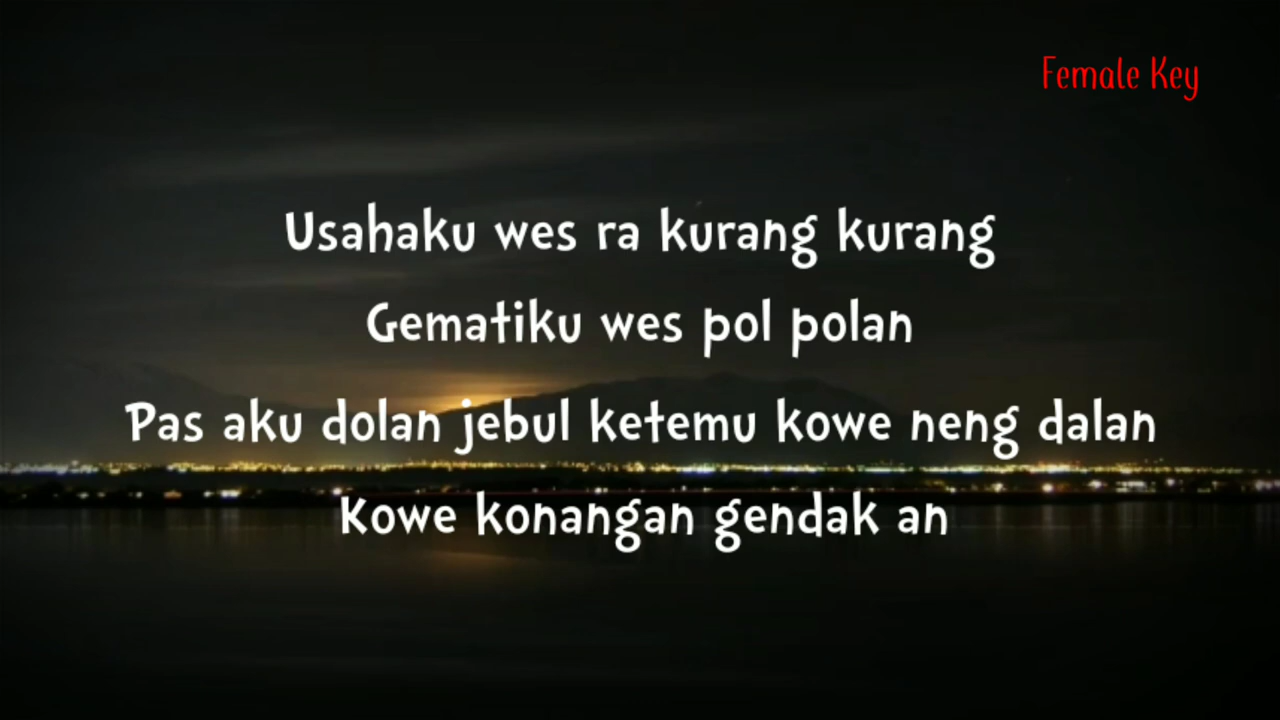 Female Key
Usahaku wes ra kurang kurang
Gematiku wes pol polan
Pas aku dolan jebul ketemu kowe neng dalan
Kowe konangan gendak an